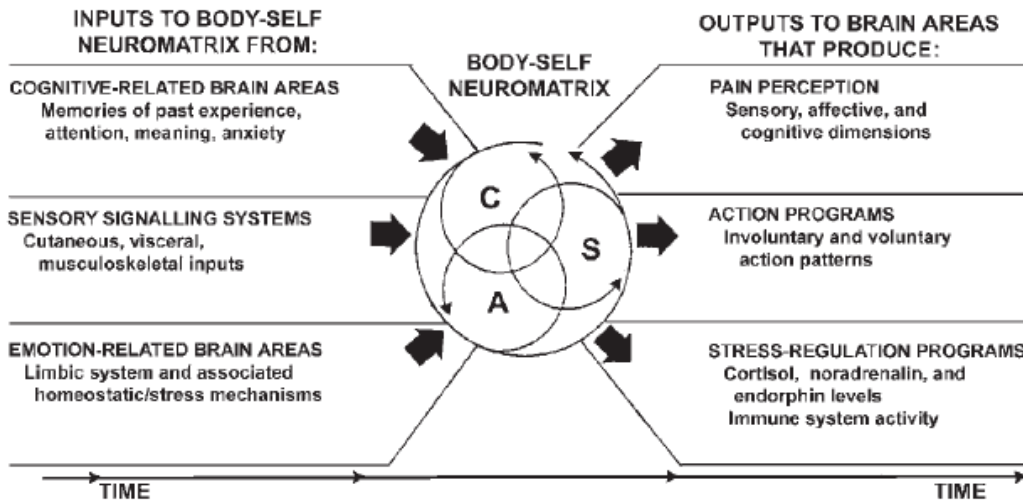 INPUTS TO BODY-SELF
NEUROMATRIX FROM:
COGNITIVE-RELATED BRAIN AREAS
Memories of past experience,
attention, meaning, anxiety
SENSORY SIGNALLING SYSTEMS
Cutaneous, visceral,
musculoskeletal inputs
EMOTION-RELATED BRAIN AREAS
Limbic system and associated
homeostatic/stress mechanisms
BODY-SELF
NEUROMATRIX
C
S
A
OUTPUTS TO BRAIN AREAS
THAT PRODUCE:
PAIN PERCEPTION
Sensory, affective, and
cognitive dimensions
ACTION PROGRAMS
Involuntary and voluntary
action patterns
STRESS-REGULATION PROGRAMS
Cortisol, noradrenalin, and
endorphin levels
Immune system activity
TIME
TIME